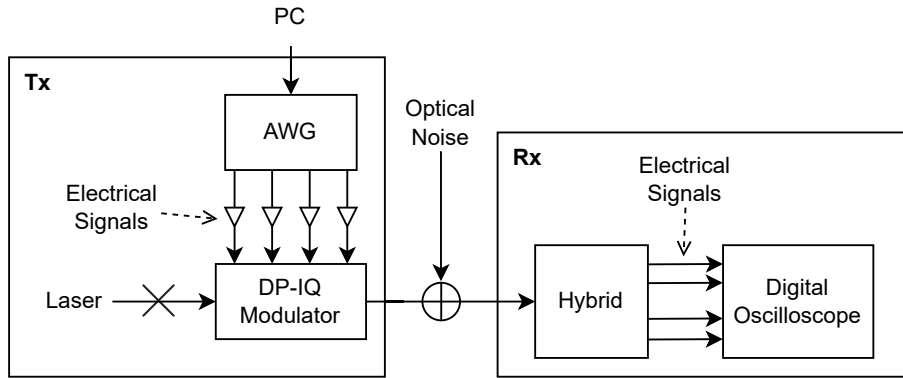 PC
Tx
AWG
Optical
Noise
Rx
Electrical
Signals
Electrical
Signals
Laser
DP-IQ
Modulator
Hybrid
Digital
Oscilloscope